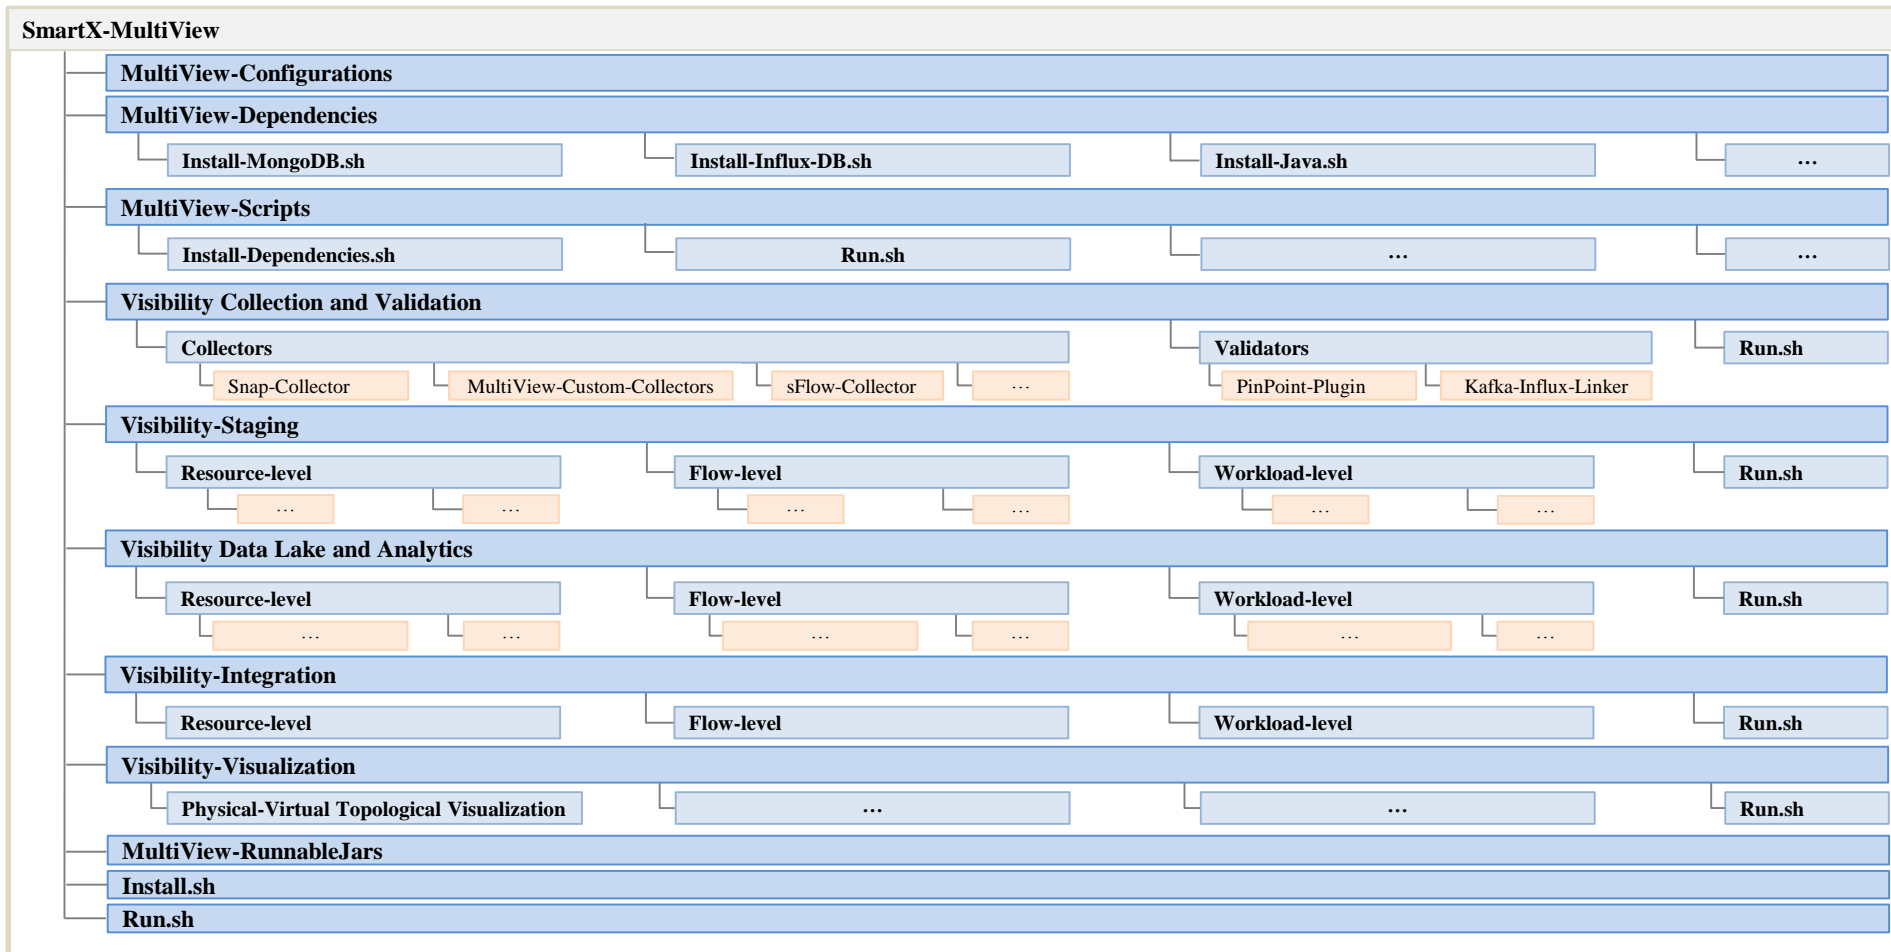 SmartX-MultiView
MultiView-Configurations
MultiView-Dependencies
Install-MongoDB.sh
Install-Influx-DB.sh
Install-Java.sh
…
MultiView-Scripts
Install-Dependencies.sh
Run.sh
…
…
Visibility Collection and Validation
Collectors
Validators
Run.sh
Snap-Collector
MultiView-Custom-Collectors
sFlow-Collector
…
PinPoint-Plugin
Kafka-Influx-Linker
Visibility-Staging
Resource-level
Flow-level
Workload-level
Run.sh
…
…
…
…
…
…
Visibility Data Lake and Analytics
Resource-level
Flow-level
Workload-level
Run.sh
…
…
…
…
…
…
Visibility-Integration
Resource-level
Flow-level
Workload-level
Run.sh
Visibility-Visualization
Physical-Virtual Topological Visualization
…
…
Run.sh
MultiView-RunnableJars
Install.sh
Run.sh